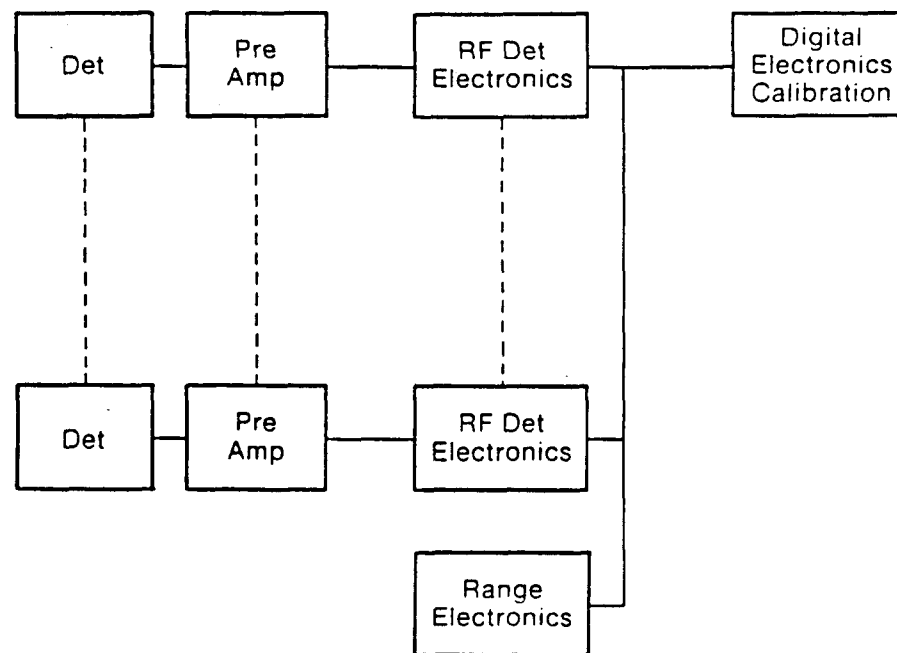 Det
Pre
Amp
RF Det
Electronics
Digital
Electronics
Calibration
Det
Pre
Amp
RF Det
Electronics
Range
Electronics